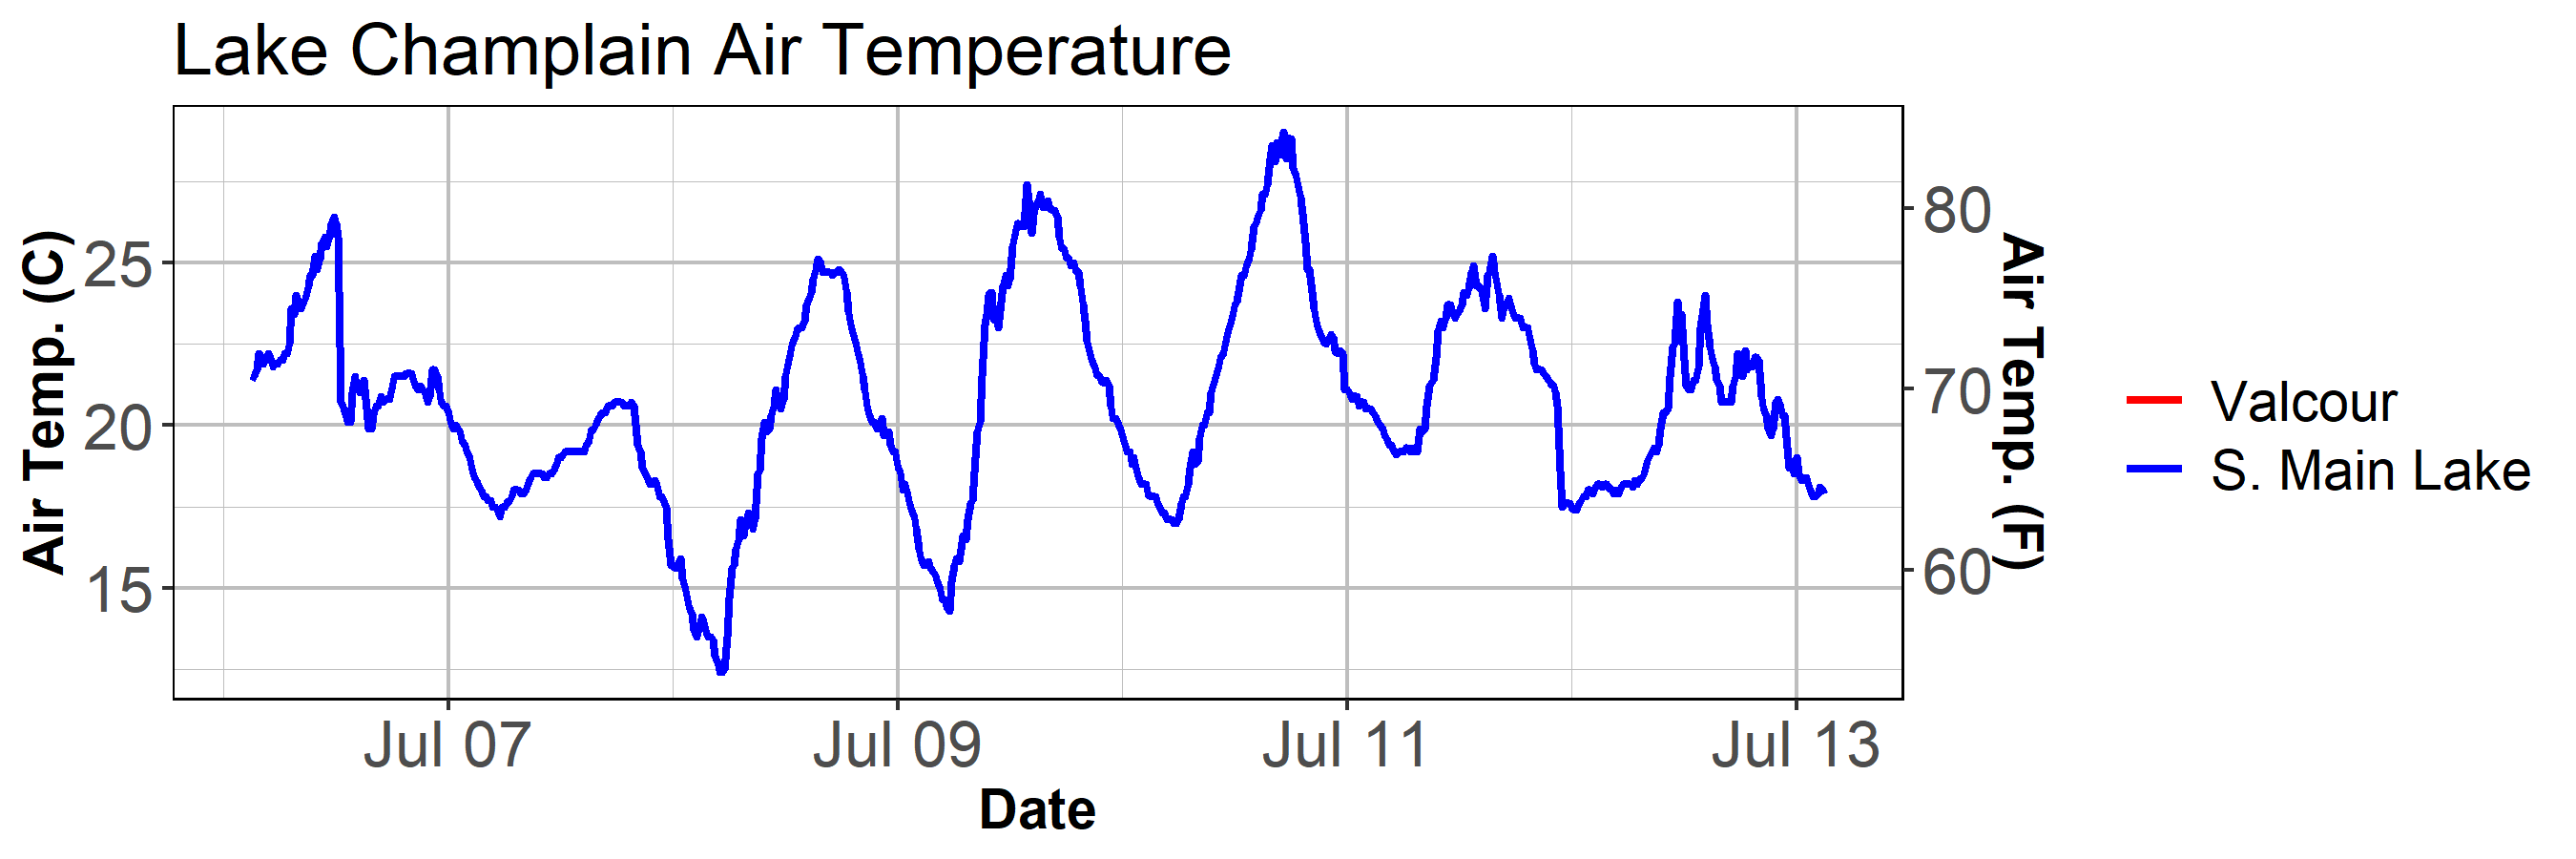 Lake Champlain Air Temperature
Air Temp. (C)
25
20
15
80
70
60
Air Temp. (F)
Jul 07
Jul 09
Jul 11
Jul 13
Date
Valcour
S. Main Lake